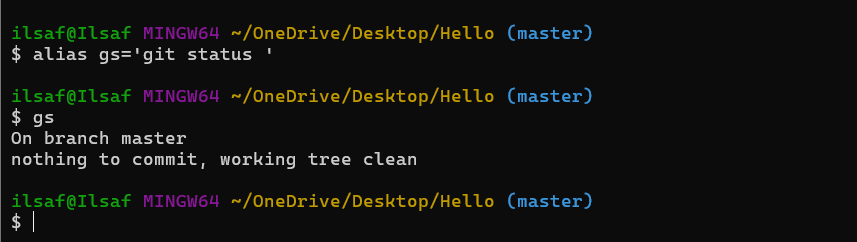 ilsaf@Ilsaf MINGW64 ~/OneDrive/Desktop/Hello (master)
$ alias gs='git status '
ilsaf@Ilsaf MINGW64 ~/OneDrive/Desktop/Hello (master)
$ gs
On branch master
nothing to commit, working tree clean
ilsaf@Ilsaf MINGW64 ~/OneDrive/Desktop/Hello (master)
$